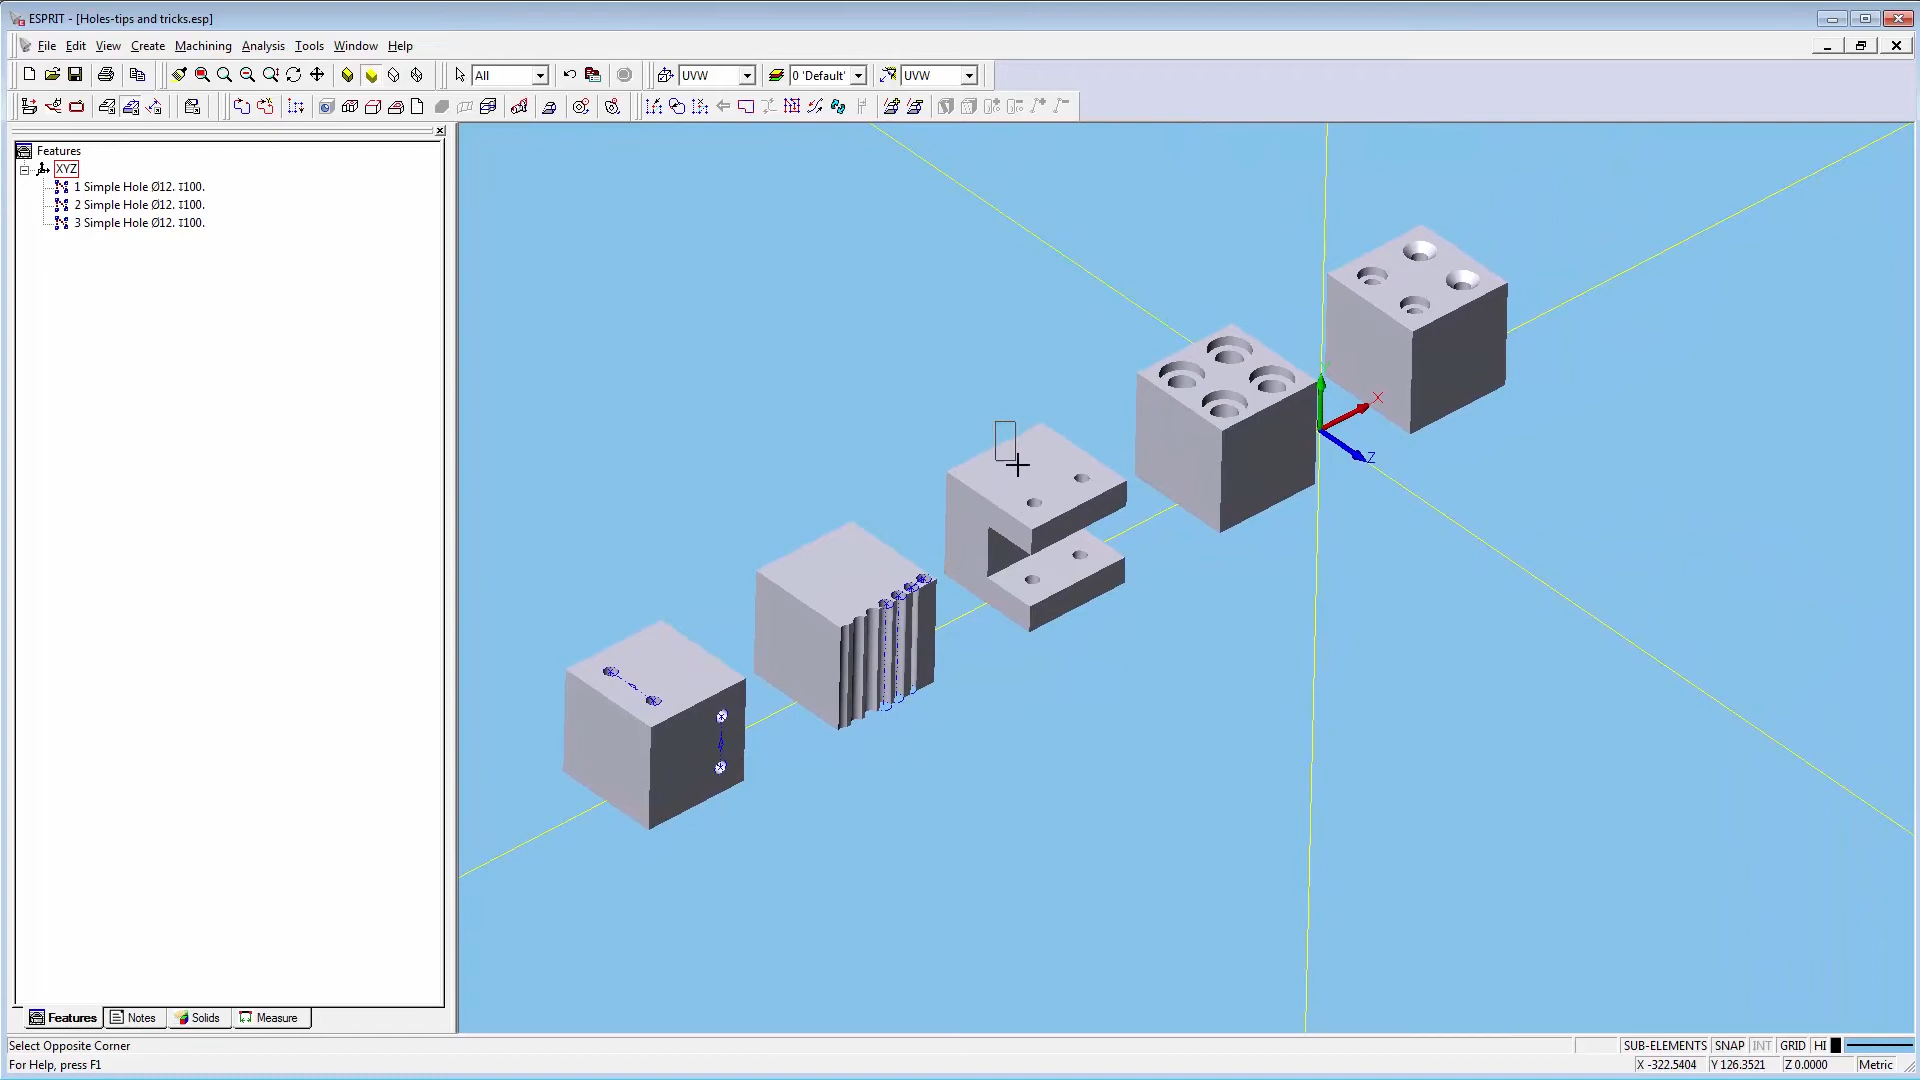 ESPRIT - [Holes-tips and tricks.esp]
File Edit View Create Machining Analysis Tools Window Help
All UVW 0 'Default' UVW
Features
XYZ
1 Simple Hole Ø12. ↧100.
2 Simple Hole Ø12. ↧100.
3 Simple Hole Ø12. ↧100.
X
Z
Features Notes Solids Measure
Select Opposite Corner SUB-ELEMENTS SNAP INT GRID HI
For Help, press F1 X -322.5404 Y 126.3521 Z 0.0000 Metric